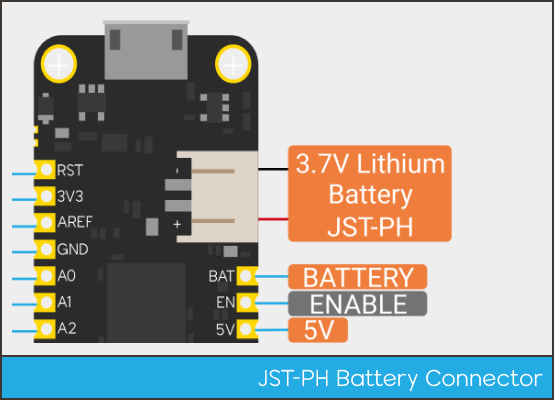 -
+
RST
3V3
AREF
GND
A0
A1
A2
BAT
EN
5V
3.7V Lithium
Battery
JST-PH
BATTERY
ENABLE
5V
JST-PH Battery Connector